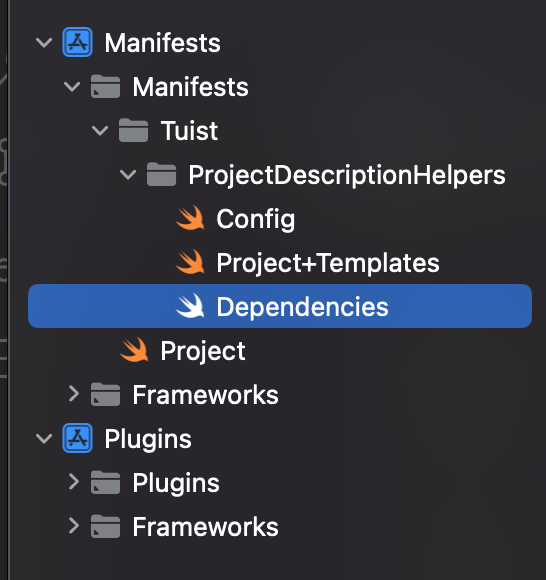 Manifests
Manifests
Tuist
ProjectDescriptionHelpers
Config
Project+Templates
Dependencies
Project
Frameworks
Plugins
Plugins
Frameworks